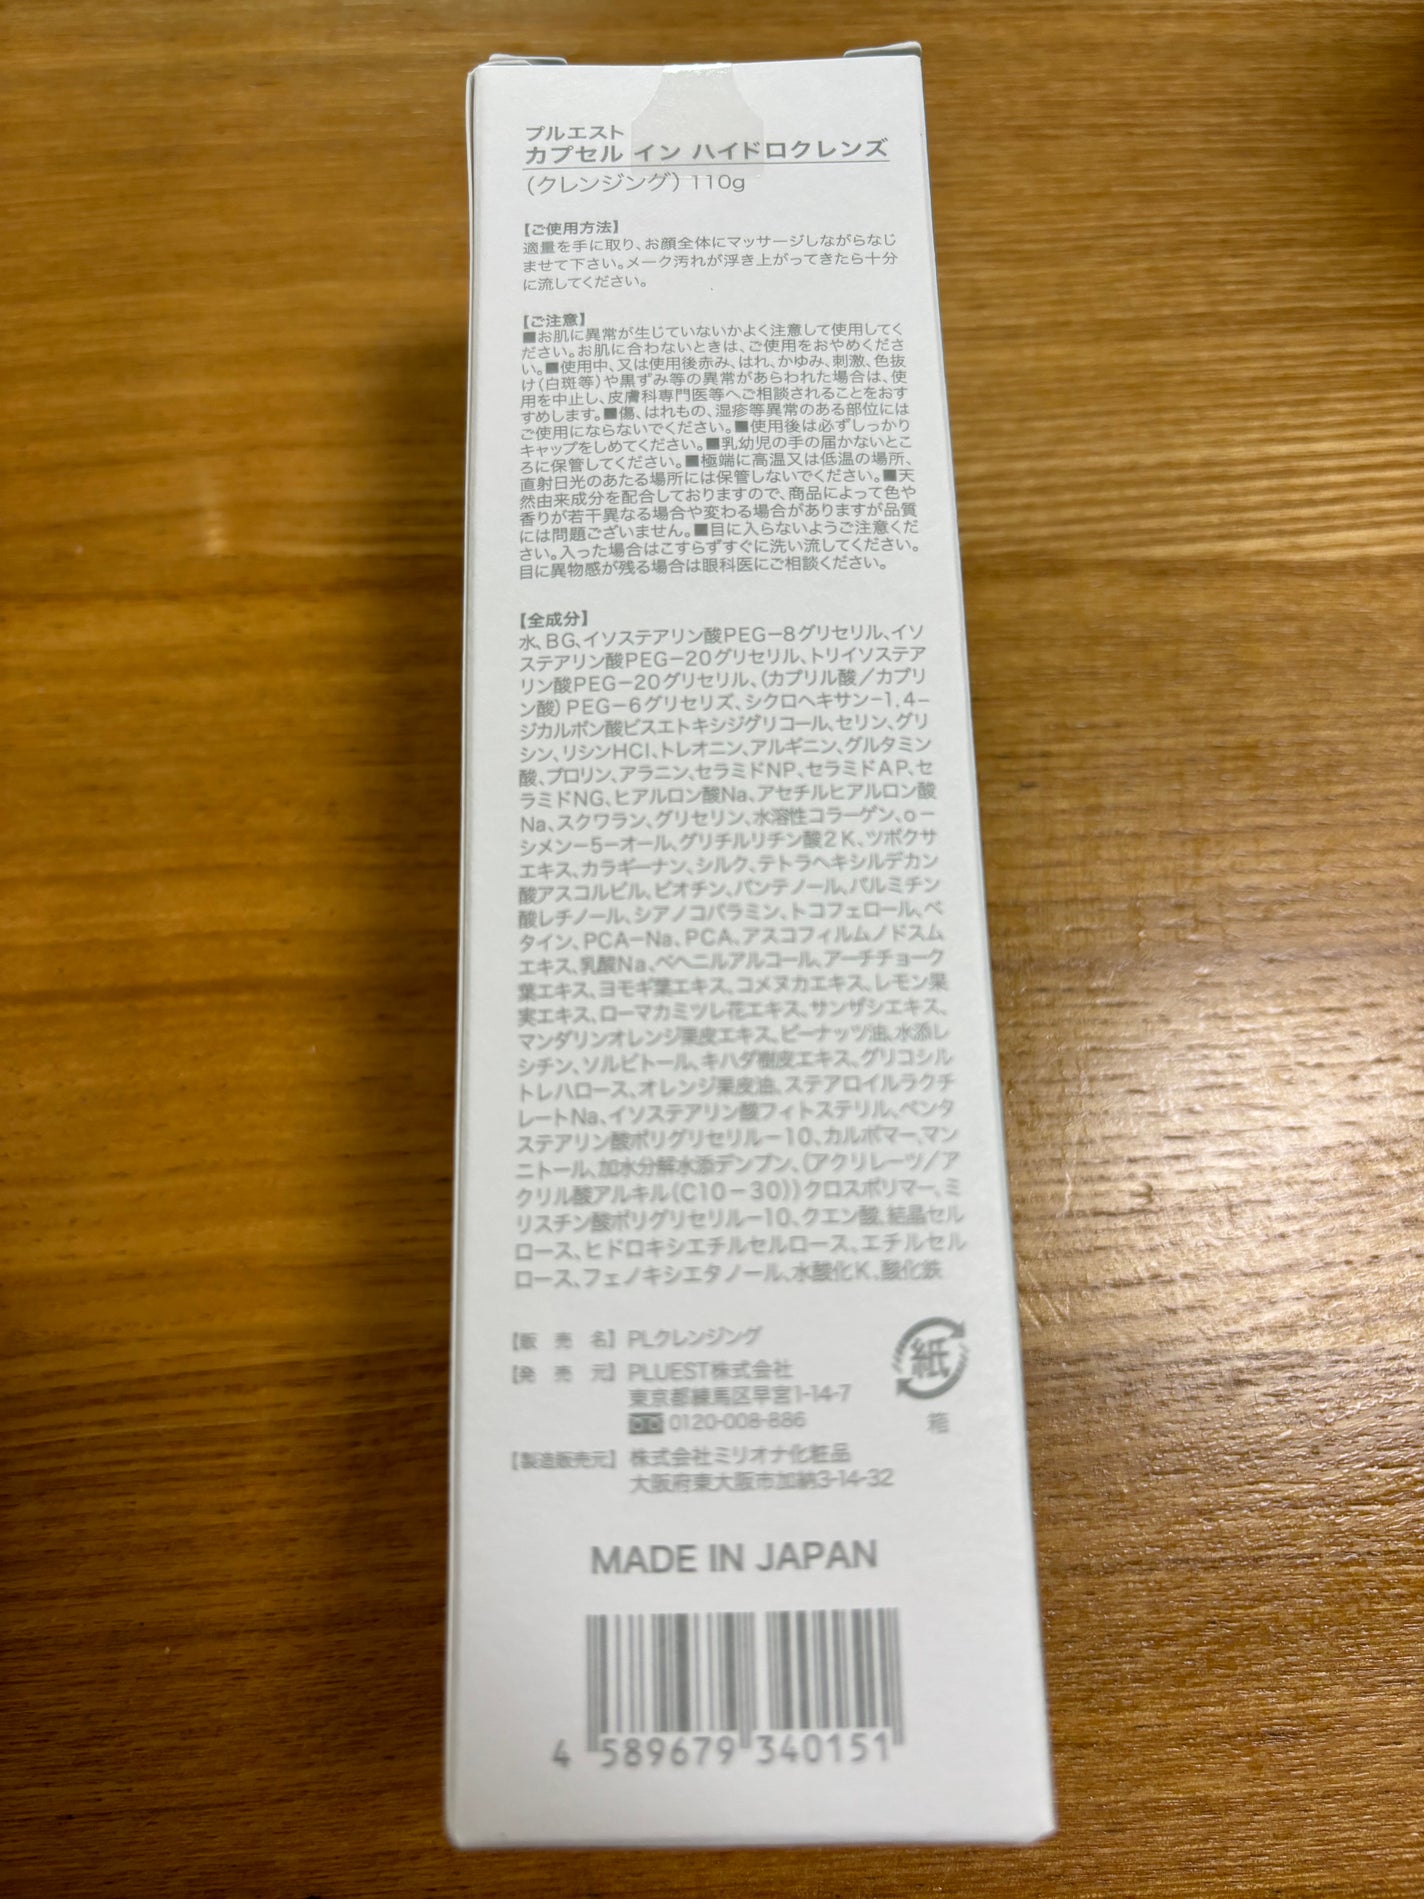 プルエスト
カプセル イン ハイドロクレンズ
（クレンジング）110g
【ご使用方法】
適量を手に取り、お顔全体にマッサージしながらなじ
ませて下さい。メーク汚れが浮き上がってきたら十分
に流してください。
【ご注意】
■お肌に異常が生じていないかよく注意して使用してく
ださい。お肌に合わないときは、ご使用をおやめくださ
い。■使用中、又は使用後赤み、はれ、かゆみ、刺激、色抜
け（白斑等）や黒ずみ等の異常があらわれた場合は、使
用を中止し、皮膚科専門医等へご相談されることをおす
すめします。■傷、はれもの、湿疹等異常のある部位には
ご使用にならないでください。■使用後は必ずしっかり
キャップをしめてください。■乳幼児の手の届かないとこ
ろに保管してください。■極端に高温又は低温の場所、
直射日光のあたる場所には保管しないでください。■天
然由来成分を配合しておりますので、商品によって色や
香りが若干異なる場合や変わる場合がありますが品質
には問題ございません。■目に入らないようご注意くだ
さい。入った場合はこすらずすぐに洗い流してください。
目に異物感が残る場合は眼科医にご相談ください。
【全成分】
水、BG、イソステアリン酸PEG−8グリセリル、イソ
ステアリン酸PEG−20グリセリル、トリイソステア
リン酸PEG−20グリセリル、（カプリル酸／カプリ
ン酸）PEG−6グリセリズ、シクロヘキサン−1,4−
ジカルボン酸ビスエトキシジグリコール、セリン、グリ
シン、リシンHCl、トレオニン、アルギニン、グルタミン
酸、プロリン、アラニン、セラミドNP、セラミドAP、セ
ラミドNG、ヒアルロン酸Na、アセチルヒアルロン酸
Na、スクワラン、グリセリン、水溶性コラーゲン、o−
シメン−5−オール、グリチルリチン酸2K、ツボクサ
エキス、カラギーナン、シルク、テトラヘキシルデカン
酸アスコルビル、ビオチン、パンテノール、パルミチン
酸レチノール、シアノコバラミン、トコフェロール、ベ
タイン、PCA−Na、PCA、アスコフィルムノドスム
エキス、乳酸Na、ベヘニルアルコール、アーチチョーク
葉エキス、ヨモギ葉エキス、コメヌカエキス、レモン果
実エキス、ローマカミツレ花エキス、サンザシエキス、
マンダリンオレンジ果皮エキス、ピーナッツ油、水添レ
シチン、ソルビトール、キハダ樹皮エキス、グリコシル
トレハロース、オレンジ果皮油、ステアロイルラクチ
レートNa、イソステアリン酸フィトステリル、ペンタ
ステアリン酸ポリグリセリル−10、カルボマー、マン
ニトール、加水分解水添デンプン、（アクリレーツ／ア
クリル酸アルキル（C10−30））クロスポリマー、ミ
リスチン酸ポリグリセリル−10、クエン酸、結晶セル
ロース、ヒドロキシエチルセルロース、エチルセル
ロース、フェノキシエタノール、水酸化K、酸化鉄
【販 売 名】 PLクレンジング
【発 売 元】 PLUEST株式会社
東京都練馬区早宮1-14-7
0120-008-886
【製造販売元】 株式会社ミリオナ化粧品
大阪府東大阪市加納3-14-32
紙
箱
MADE IN JAPAN
4 589679 340151